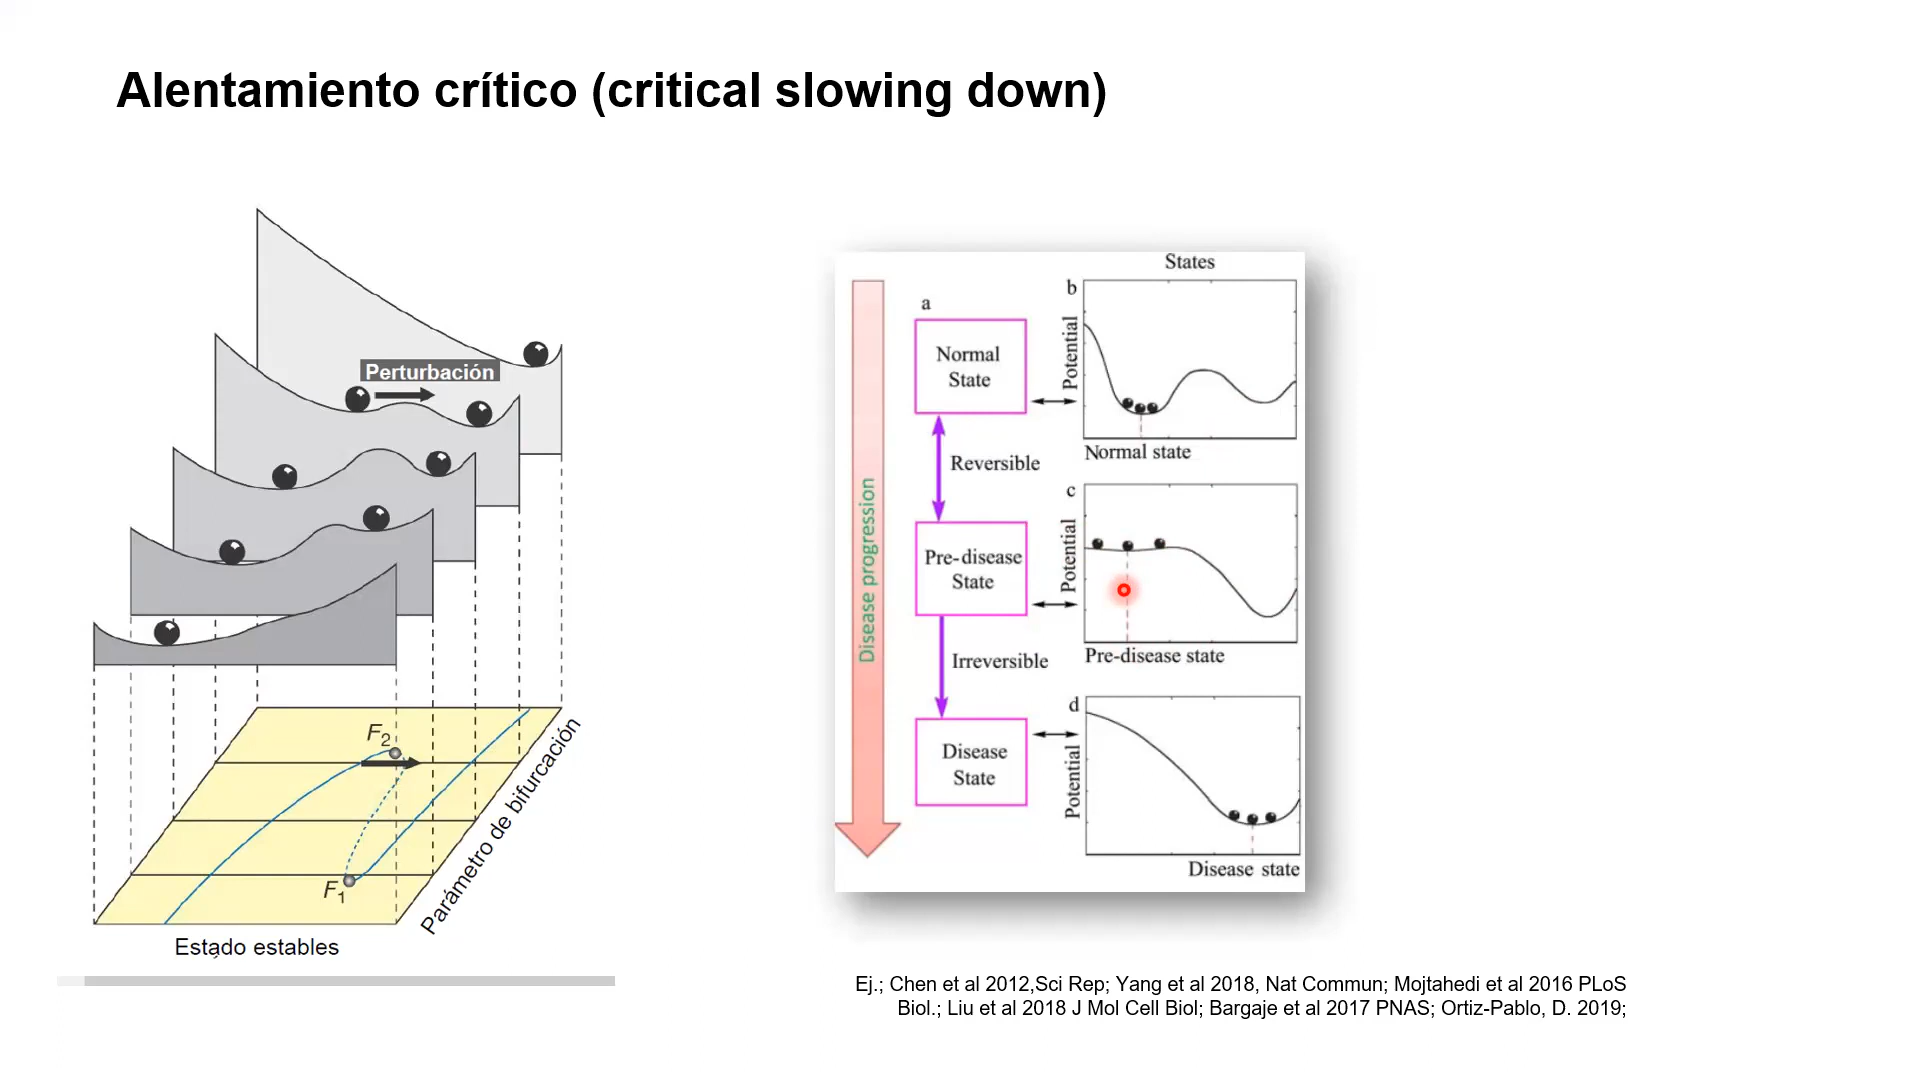 Alentamiento crítico (critical slowing down)
Perturbación
F2
F1
Parámetro de bifurcación
Estado estables
States
Disease progression
a
Normal
State
Reversible
Pre-disease
State
Irreversible
Disease
State
b
Potential
Normal state
c
Potential
Pre-disease state
d
Potential
Disease state
Ej.; Chen et al 2012,Sci Rep; Yang et al 2018, Nat Commun; Mojtahedi et al 2016 PLoS
Biol.; Liu et al 2018 J Mol Cell Biol; Bargaje et al 2017 PNAS; Ortiz-Pablo, D. 2019;